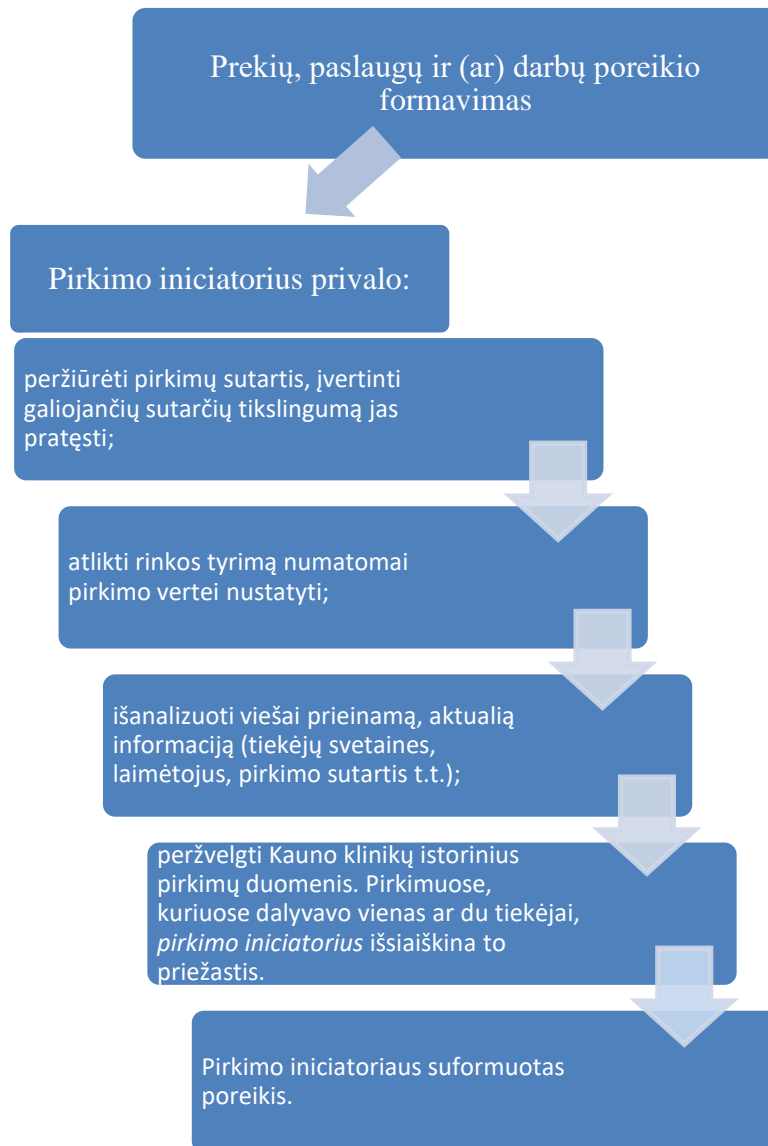 Prekių, paslaugų ir (ar) darbų poreikio
formavimas
Pirkimo iniciatorius privalo:
peržiūrėti pirkimų sutartis, įvertinti
galiojančių sutarčių tikslingumą jas
pratęsti;
atlikti rinkos tyrimą numatomai
pirkimo vertei nustatyti;
išanalizuoti viešai prieinamą, aktualią
informaciją (tiekėjų svetaines,
laimėtojus, pirkimo sutartis t.t.);
peržvelgti Kauno klinikų istorinius
pirkimų duomenis. Pirkimuose,
kuriuose dalyvavo vienas ar du tiekėjai,
pirkimo iniciatorius išsiaiškina to
priežastis.
Pirkimo iniciatoriaus suformuotas
poreikis.